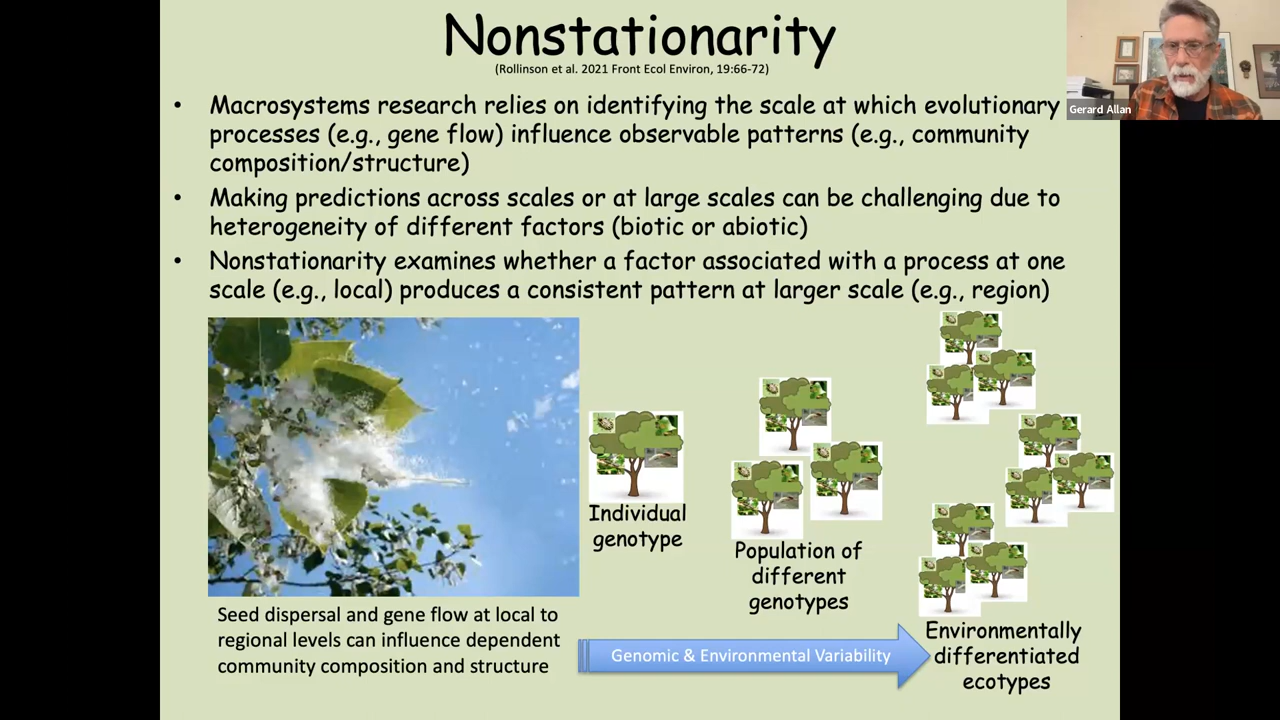 Nonstationarity
(Rollinson et al. 2021 Front Ecol Environ, 19:66-72)
Gerard Allan
• Macrosystems research relies on identifying the scale at which evolutionary
processes (e.g., gene flow) influence observable patterns (e.g., community
composition/structure)
• Making predictions across scales or at large scales can be challenging due to
heterogeneity of different factors (biotic or abiotic)
• Nonstationarity examines whether a factor associated with a process at one
scale (e.g., local) produces a consistent pattern at larger scale (e.g., region)
Individual
genotype
Population of
different
genotypes
Seed dispersal and gene flow at local to
regional levels can influence dependent
community composition and structure
Genomic & Environmental Variability
Environmentally
differentiated
ecotypes